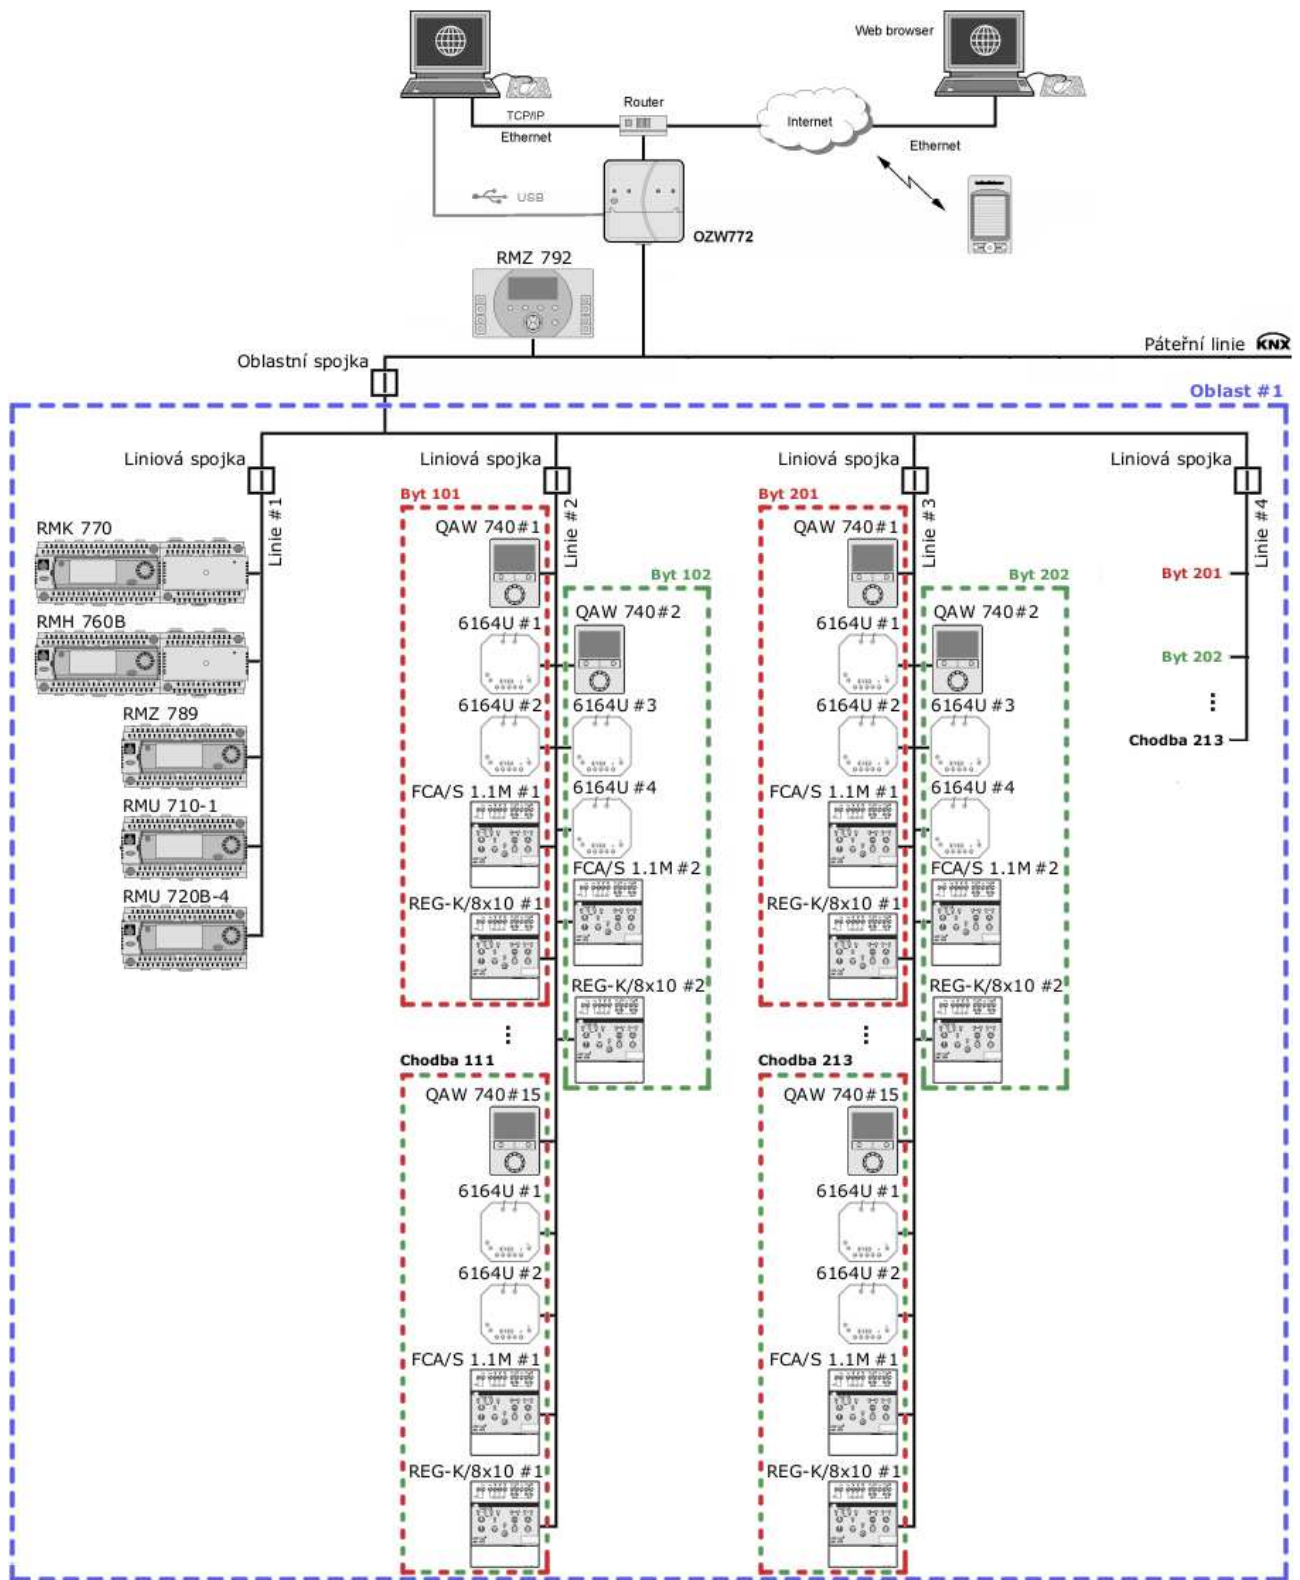 Web browser
Router
TCP/IP
Ethernet
Internet
Ethernet
USB
OZW772
RMZ 792
Páteřní linie KNX
Oblastní spojka
Oblast #1
Liniová spojka
Liniová spojka
Liniová spojka
Liniová spojka
Linie #1
RMK 770
RMH 760B
RMZ 789
RMU 710-1
RMU 720B-4
Linie #2
Byt 101
QAW 740#1
6164U #1
6164U #2
FCA/S 1.1M #1
REG-K/8x10 #1
Byt 102
QAW 740#2
6164U #3
6164U #4
FCA/S 1.1M #2
REG-K/8x10 #2
⋮
Chodba 111
QAW 740#15
6164U #1
6164U #2
FCA/S 1.1M #1
REG-K/8x10 #1
Linie #3
Byt 201
QAW 740#1
6164U #1
6164U #2
FCA/S 1.1M #1
REG-K/8x10 #1
Byt 202
QAW 740#2
6164U #3
6164U #4
FCA/S 1.1M #2
REG-K/8x10 #2
⋮
Chodba 213
QAW 740#15
6164U #1
6164U #2
FCA/S 1.1M #1
REG-K/8x10 #1
Linie #4
Byt 201
Byt 202
⋮
Chodba 213